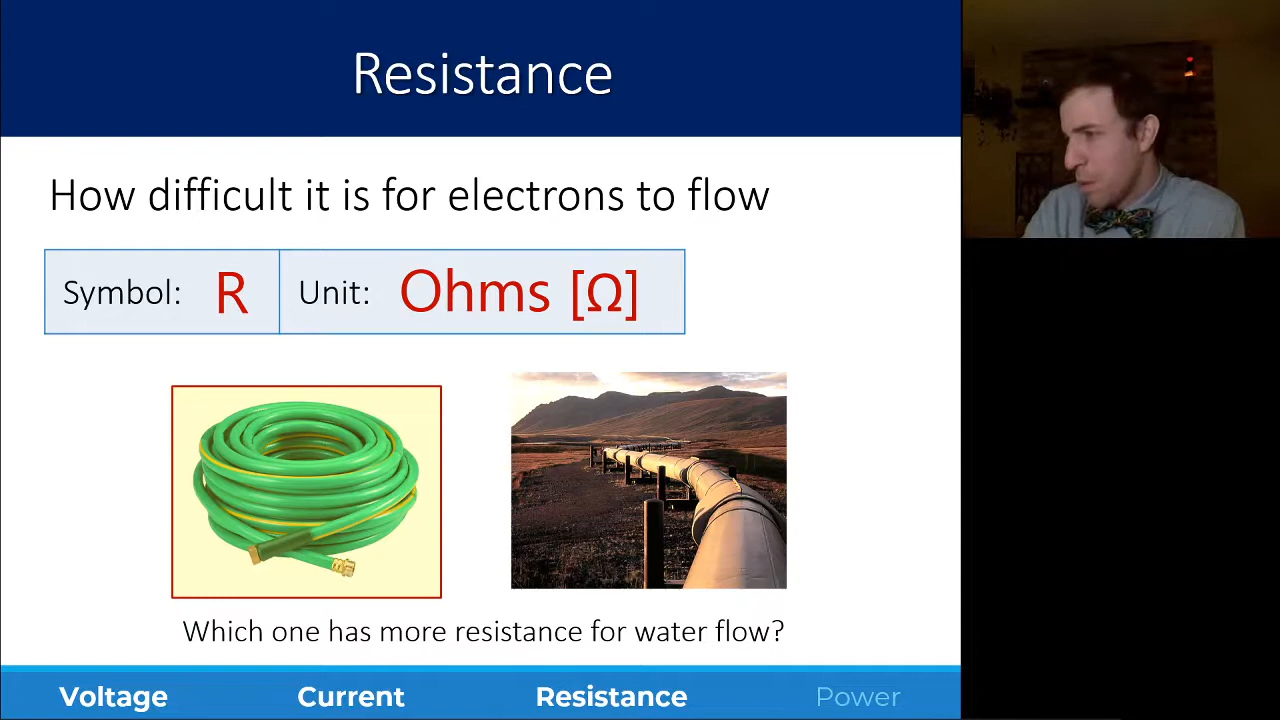 Resistance
How difficult it is for electrons to flow
Symbol: R Unit: Ohms [Ω]
Which one has more resistance for water flow?
Voltage Current Resistance Power